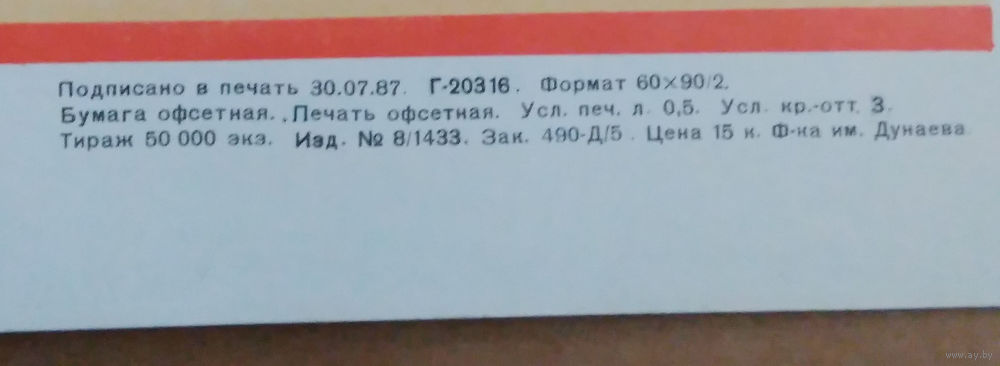 Подписано в печать 30.07.87. Г-20316. Формат 60×90/2.
Бумага офсетная. Печать офсетная. Усл. печ. л. 0,5. Усл. кр.-отт. 3.
Тираж 50 000 экз. Изд. № 8/1433. Зак. 490-Д/5. Цена 15 к. Ф-ка им. Дунаева
www.ay.by